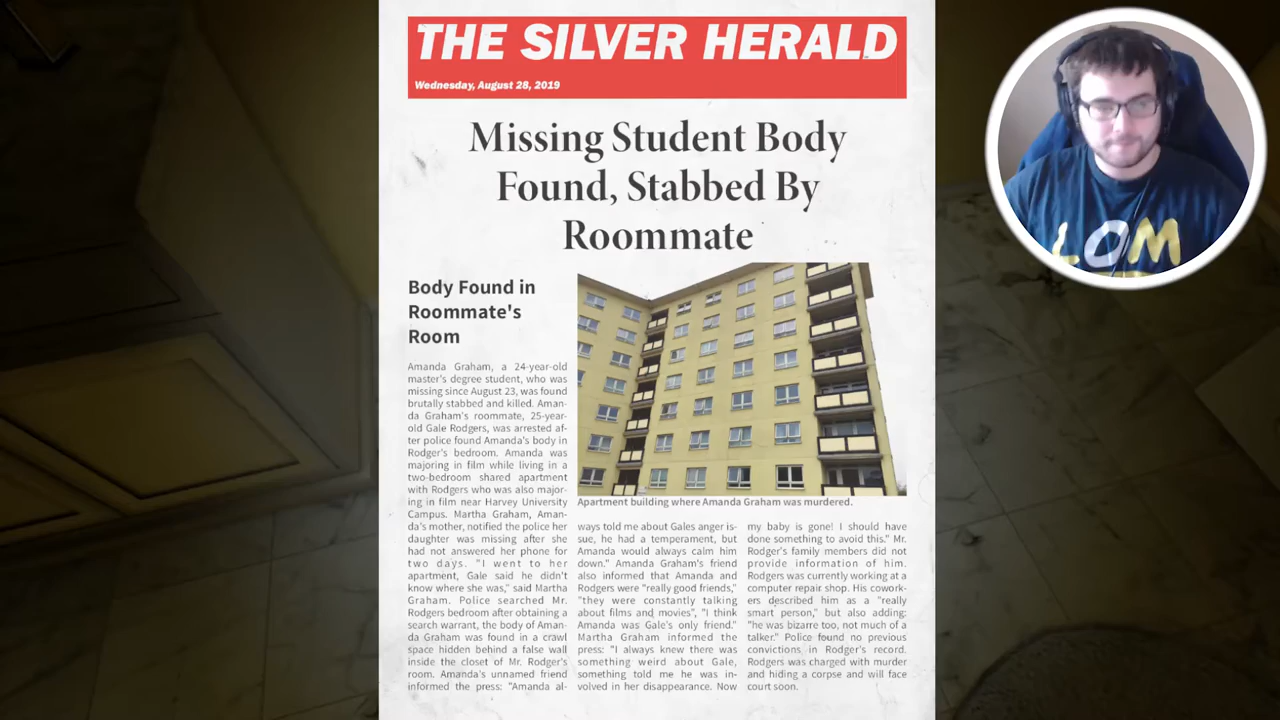 THE SILVER HERALD
Wednesday, August 28, 2019
Missing Student Body
Found, Stabbed By
Roommate
Body Found in
Roommate's
Room
Amanda Graham, a 24-year-old
master's degree student, who was
missing since August 23, was found
brutally stabbed and killed. Aman-
da Graham's roommate, 25-year-
old Gale Rodgers, was arrested af-
ter police found Amanda's body in
Rodger's bedroom. Amanda was
majoring in film while living in a
two-bedroom shared apartment
with Rodgers who was also major-
ing in film near Harvey University
Campus. Martha Graham, Aman-
da's mother, notified the police her
daughter was missing after she
had not answered her phone for
two days. "I went to her
apartment, Gale said he didn't
know where she was," said Martha
Graham. Police searched Mr.
Rodgers bedroom after obtaining a
search warrant, the body of Aman-
da Graham was found in a crawl
space hidden behind a false wall
inside the closet of Mr. Rodger's
room. Amanda's unnamed friend
informed the press: "Amanda al-
Apartment building where Amanda Graham was murdered.
ways told me about Gales anger is-
sue, he had a temperament, but
Amanda would always calm him
down." Amanda Graham's friend
also informed that Amanda and
Rodgers were "really good friends,"
"they were constantly talking
about films and movies", "I think
Amanda was Gale's only friend."
Martha Graham informed the
press: "I always knew there was
something weird about Gale,
something told me he was in-
volved in her disappearance. Now
my baby is gone! I should have
done something to avoid this." Mr.
Rodger's family members did not
provide information of him.
Rodgers was currently working at a
computer repair shop. His cowork-
ers described him as a "really
smart person," but also adding:
"he was bizarre too, not much of a
talker." Police found no previous
convictions in Rodger's record.
Rodgers was charged with murder
and hiding a corpse and will face
court soon.
LOM